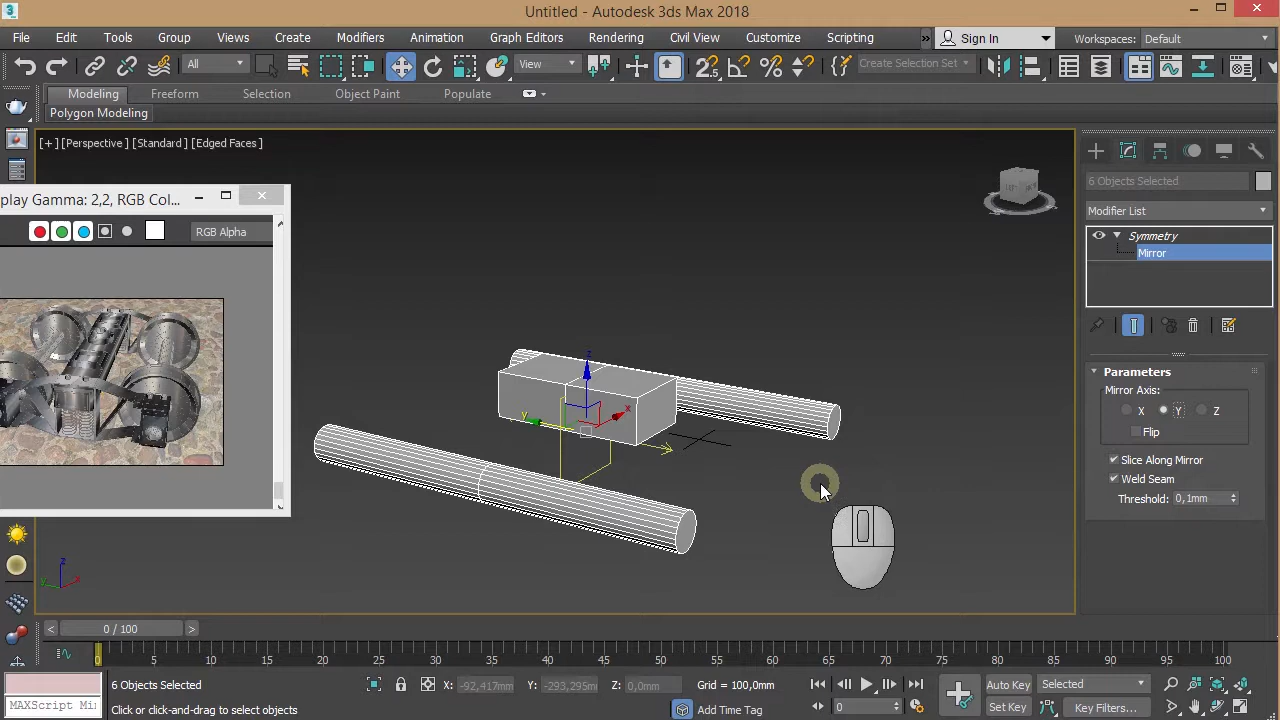 Untitled - Autodesk 3ds Max 2018
File Edit Tools Group Views Create Modifiers Animation Graph Editors Rendering Civil View Customize Scripting » Sign In Workspaces: Default
All View Create Selection Set
Modeling Freeform Selection Object Paint Populate
Polygon Modeling
[+] [Perspective ] [Standard ] [Edged Faces ]
play Gamma: 2,2, RGB Col...
RGB Alpha
6 Objects Selected
Modifier List
Symmetry
Mirror
Parameters
Mirror Axis:
X Y Z
Flip
Slice Along Mirror
Weld Seam
Threshold: 0,1mm
z
y
x
z
y x
< 0 / 100 >
0 5 10 15 20 25 30 35 40 45 50 55 60 65 70 75 80 85 90 95 100
6 Objects Selected X: -92,417mm Y: -293,295mm Z: 0,0mm Grid = 100,0mm Auto Key Selected
MAXScript Mi Click or click-and-drag to select objects Add Time Tag 0 Set Key Key Filters...